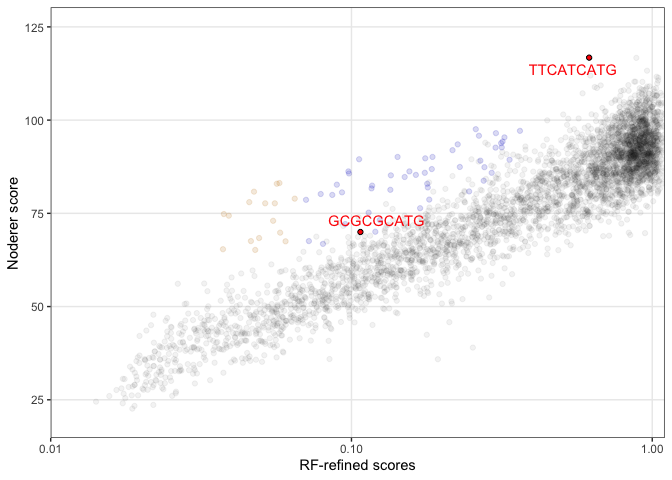 125
100
75
50
25
Noderer score
TTCATCATG
GCGCGCATG
0.01
0.10
1.00
RF-refined scores